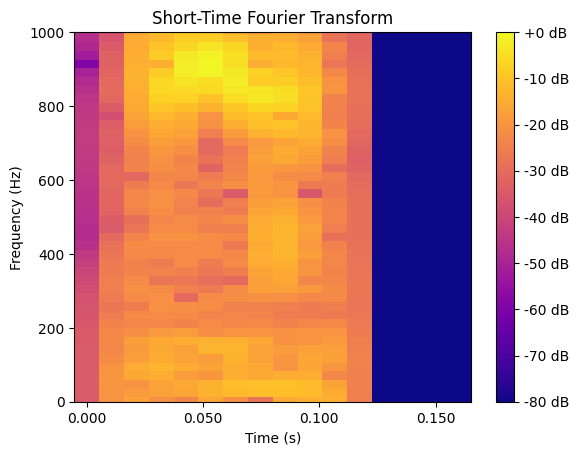 Short-Time Fourier Transform
1000
800
600
400
200
0
Frequency (Hz)
0.000
0.050
0.100
0.150
Time (s)
+0 dB
-10 dB
-20 dB
-30 dB
-40 dB
-50 dB
-60 dB
-70 dB
-80 dB